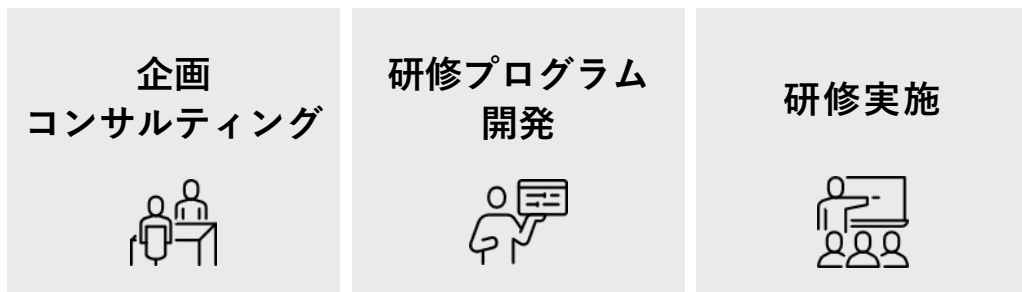 企画
コンサルティング
研修プログラム
開発
研修実施